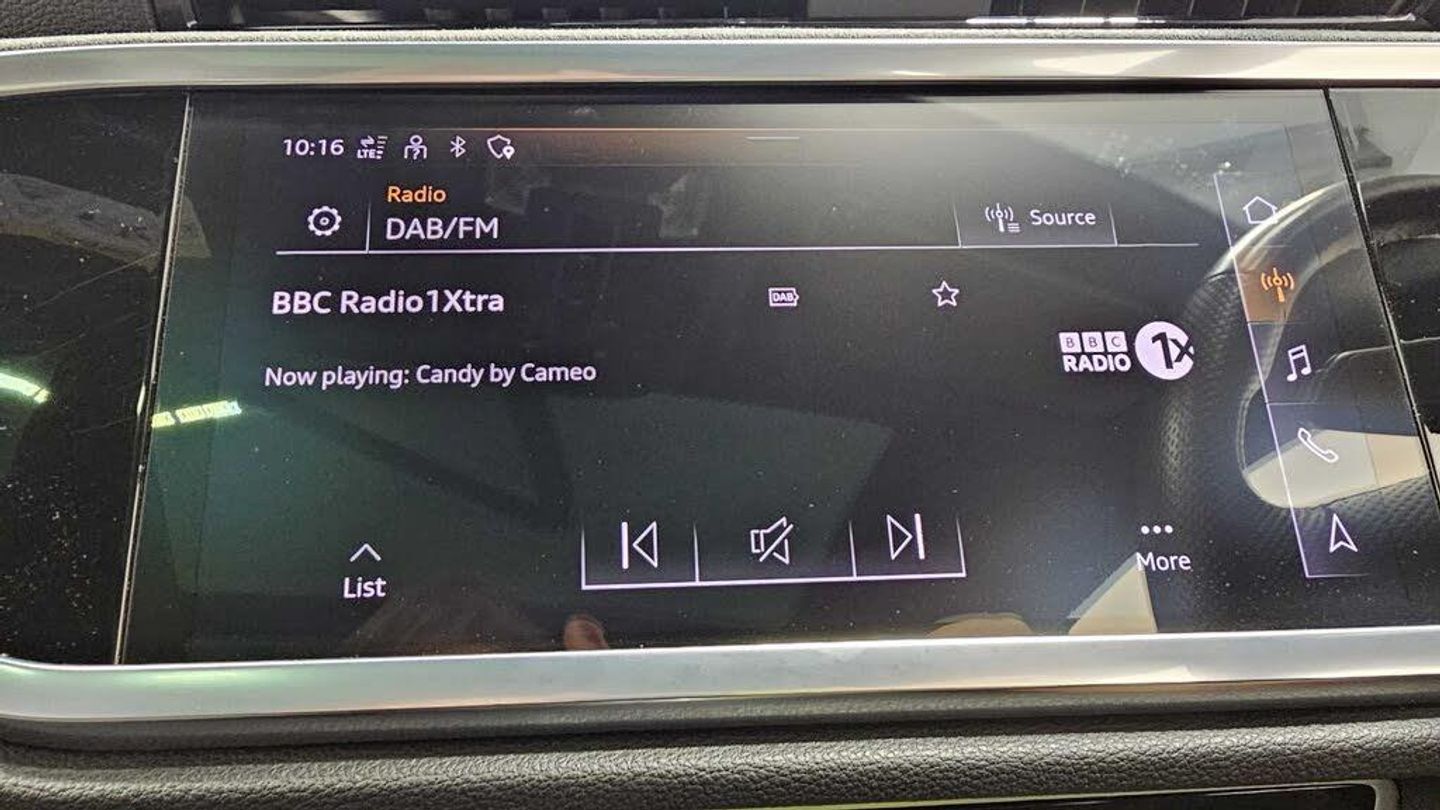 10:16 LTE
Radio
DAB/FM
Source
BBC Radio1Xtra
DAB
BBC
RADIO 1X
Now playing: Candy by Cameo
List
More